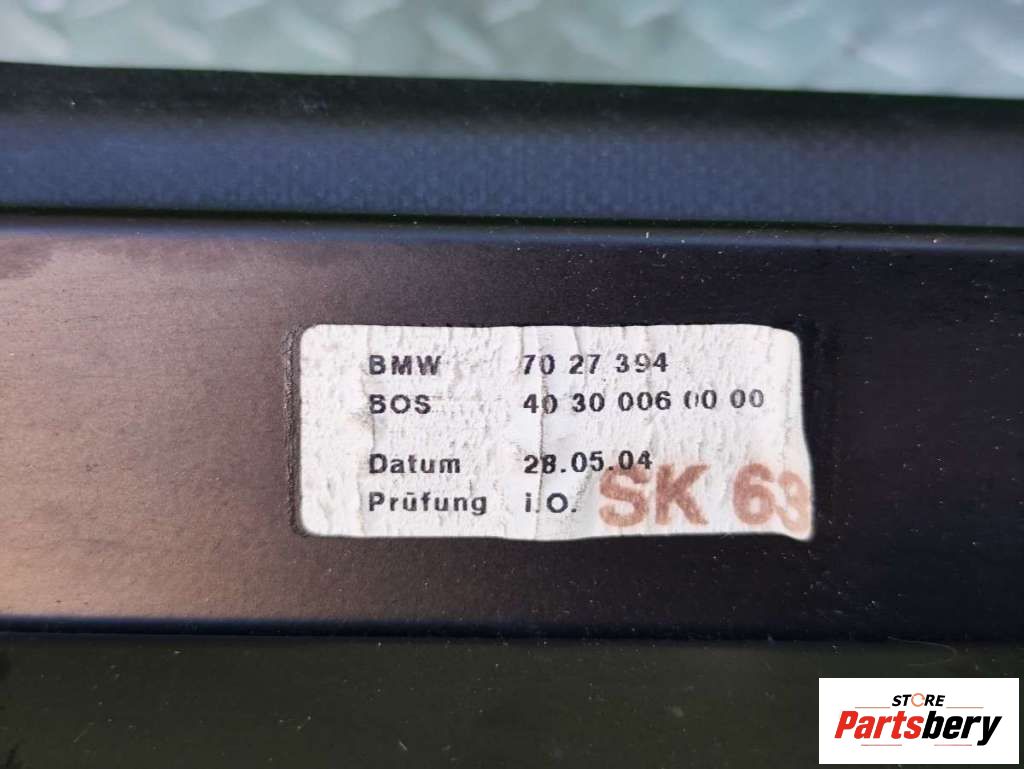 BMW 70 27 394
BOS 40 30 006 00 00
Datum 28.05.04
Prüfung i.O. SK 63
STORE
Partsbery